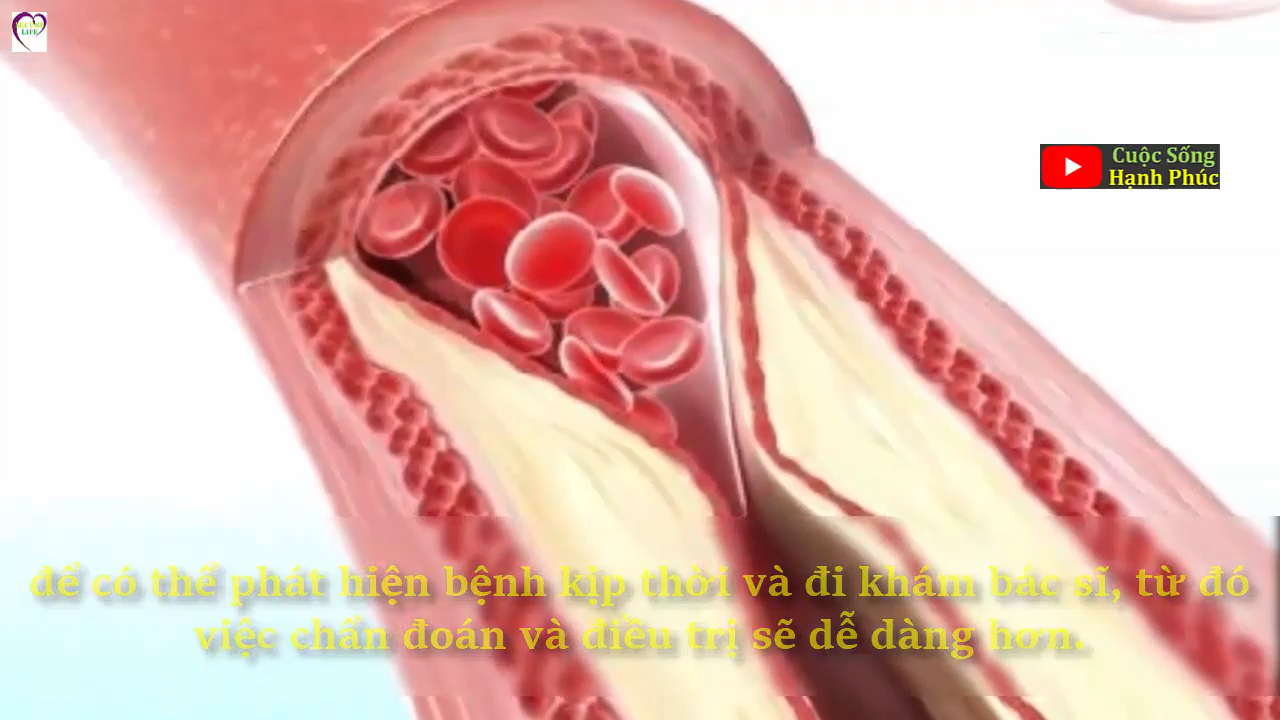 Cuộc Sống
Hạnh Phúc
để có thể phát hiện bệnh kịp thời và đi khám bác sĩ, từ đó
việc chẩn đoán và điều trị sẽ dễ dàng hơn.